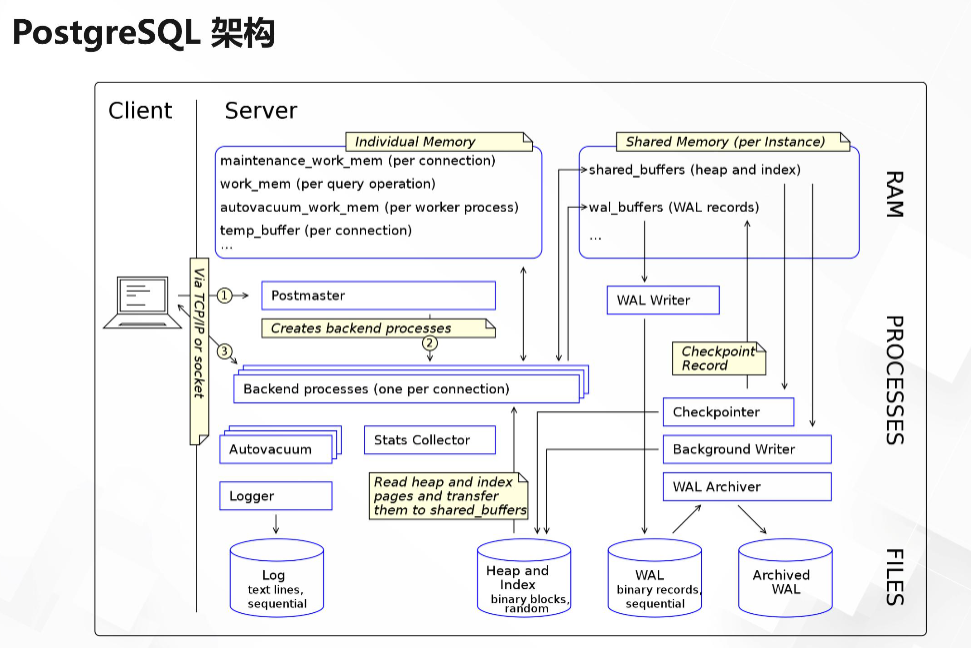 PostgreSQL 架构
Client
Server
Individual Memory
maintenance_work_mem (per connection)
work_mem (per query operation)
autovacuum_work_mem (per worker process)
temp_buffer (per connection)
...
Shared Memory (per Instance)
shared_buffers (heap and index)
wal_buffers (WAL records)
...
RAM
Via TCP/IP or socket
1
Postmaster
Creates backend processes
2
3
Backend processes (one per connection)
WAL Writer
Checkpoint
Record
PROCESSES
Checkpointer
Autovacuum
Stats Collector
Background Writer
Logger
Read heap and index
pages and transfer
them to shared_buffers
WAL Archiver
Log
text lines,
sequential
Heap and
Index
binary blocks,
random
WAL
binary records,
sequential
Archived
WAL
FILES